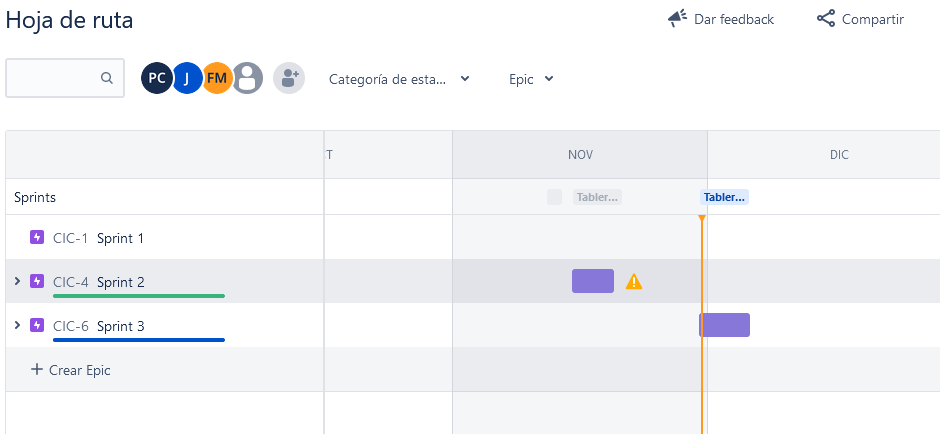 Hoja de ruta
Dar feedback
Compartir
PC
J
FM
Categoría de esta...
Epic
T
NOV
DIC
Sprints
Tabler...
Tabler...
CIC-1 Sprint 1
CIC-4 Sprint 2
CIC-6 Sprint 3
Crear Epic